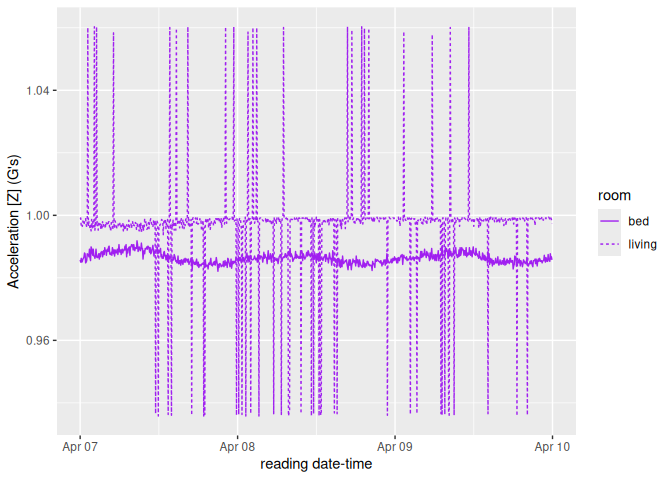 Acceleration [Z] (G's)
1.04
1.00
0.96
Apr 07
Apr 08
Apr 09
Apr 10
reading date-time
room
bed
living